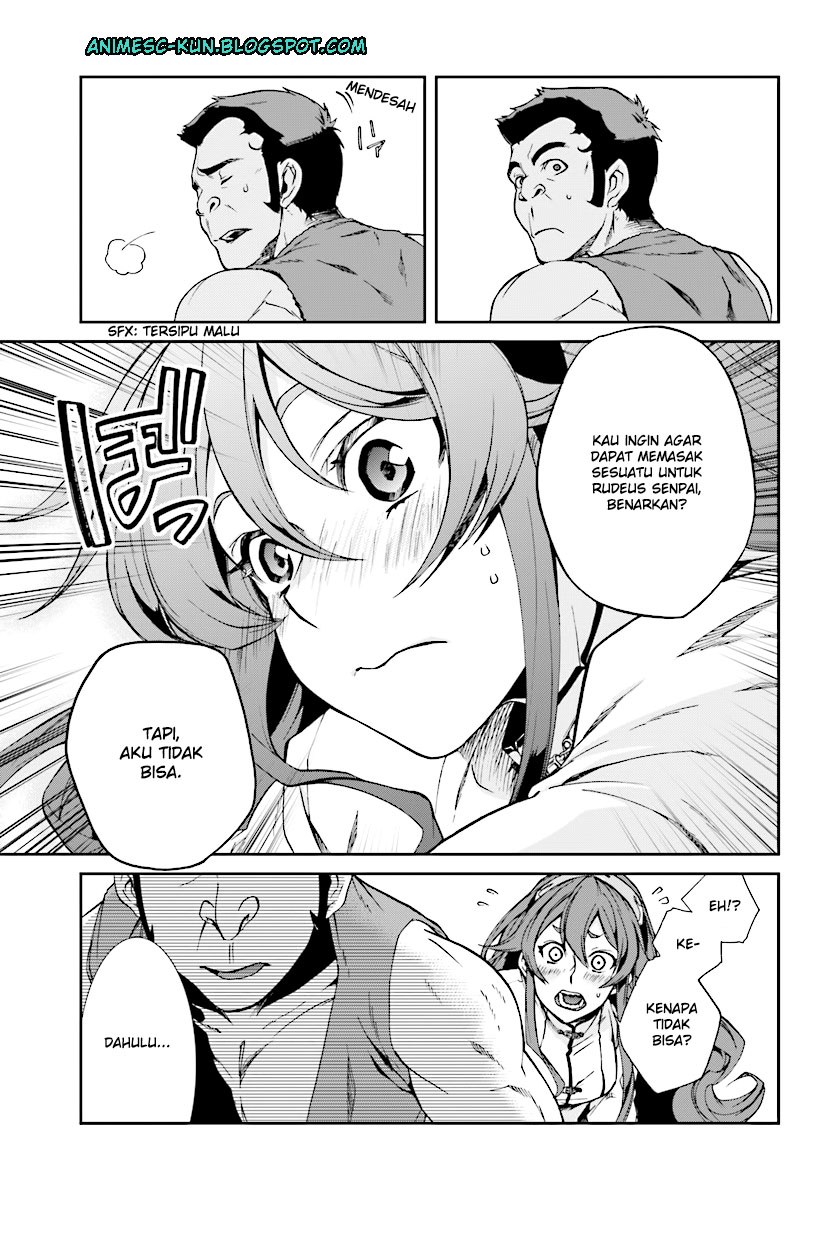 ANIMESC-KUN.BLOGSPOT.COM
MENDESAH
SFX: TERSIPU MALU
KAU INGIN AGAR
DAPAT MEMASAK
SESUATU UNTUK
RUDEUS SENPAI,
BENARKAN?
TAPI,
AKU TIDAK
BISA.
EH!?
KE-
KENAPA
TIDAK
BISA?
DAHULU...